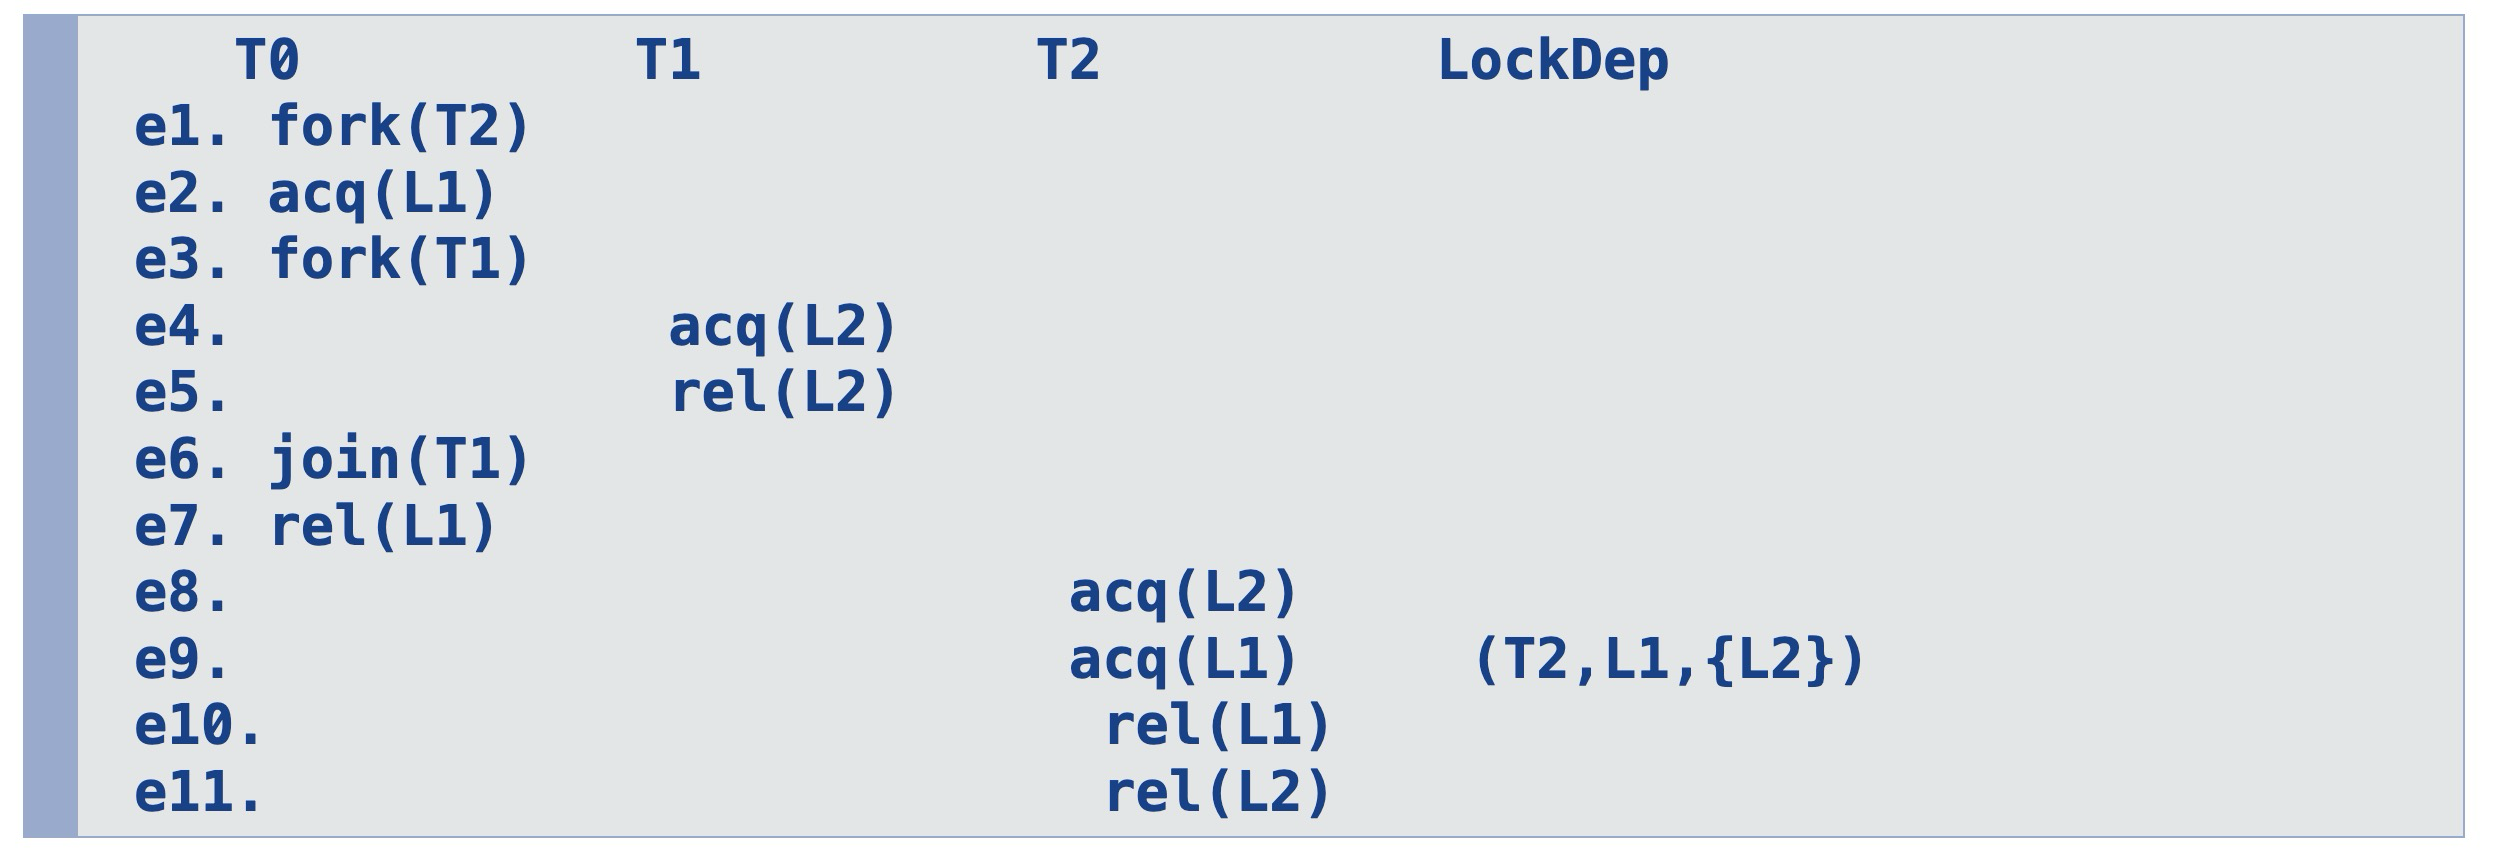 T0 T1 T2 LockDep
e1. fork(T2)
e2. acq(L1)
e3. fork(T1)
e4. acq(L2)
e5. rel(L2)
e6. join(T1)
e7. rel(L1)
e8. acq(L2)
e9. acq(L1) (T2,L1,{L2})
e10. rel(L1)
e11. rel(L2)